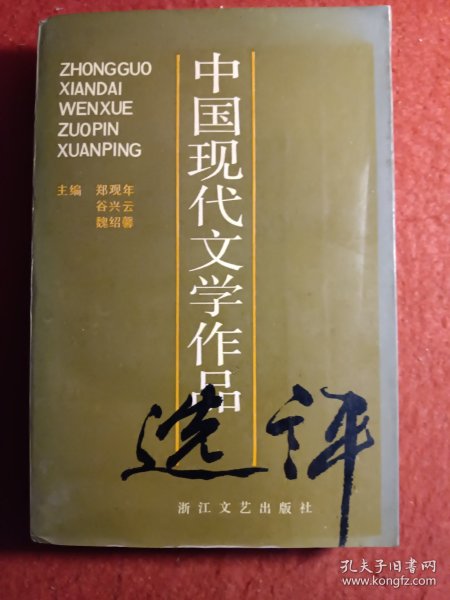 ZHONGGUO
XIANDAI
WENXUE
ZUOPIN
XUANPING
主编 郑观年
谷兴云
魏绍馨
中国现代文学作品
选评
浙江文艺出版社
孔夫子旧书网
www.kongfz.com